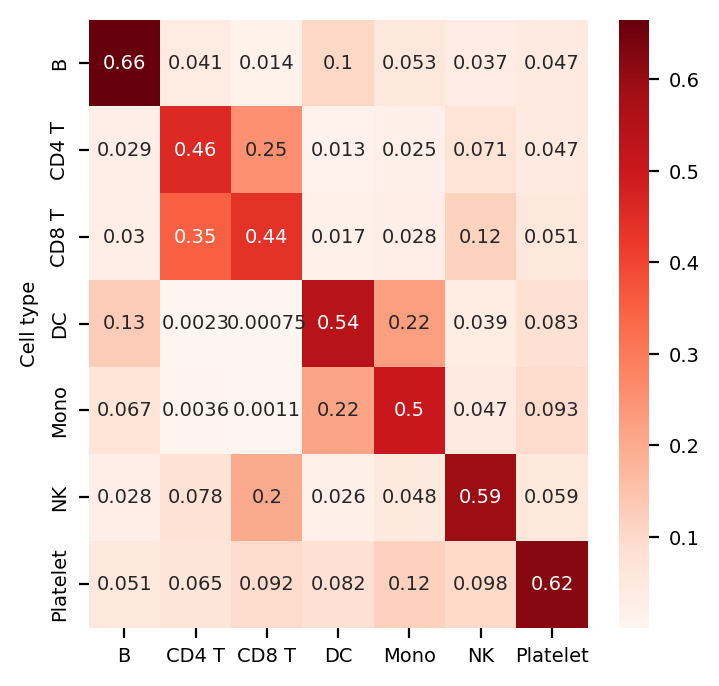 B 0.66 0.041 0.014 0.1 0.053 0.037 0.047
CD4 T 0.029 0.46 0.25 0.013 0.025 0.071 0.047
CD8 T 0.03 0.35 0.44 0.017 0.028 0.12 0.051
DC 0.13 0.0023 0.00075 0.54 0.22 0.039 0.083
Mono 0.067 0.0036 0.0011 0.22 0.5 0.047 0.093
NK 0.028 0.078 0.2 0.026 0.048 0.59 0.059
Platelet 0.051 0.065 0.092 0.082 0.12 0.098 0.62
B CD4 T CD8 T DC Mono NK Platelet
Cell type
0.6
0.5
0.4
0.3
0.2
0.1